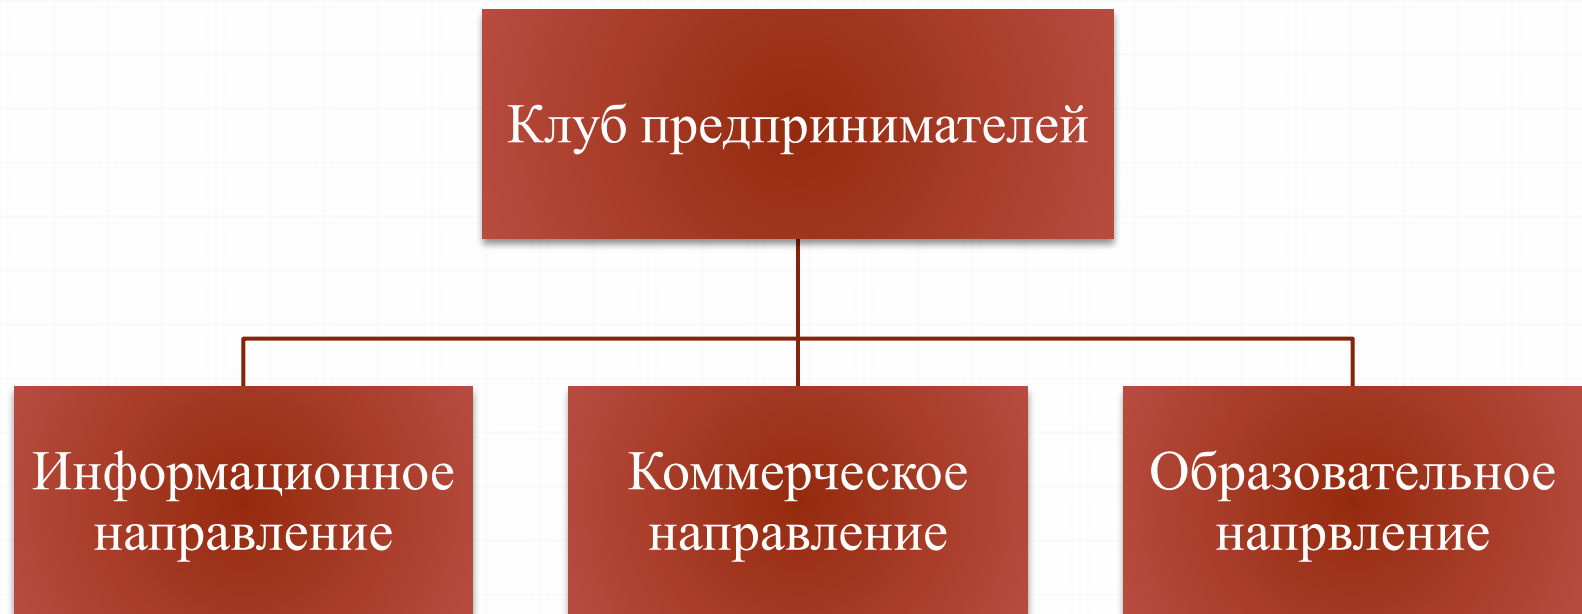 Клуб предпринимателей
Информационное
направление
Коммерческое
направление
Образовательное
напрвление